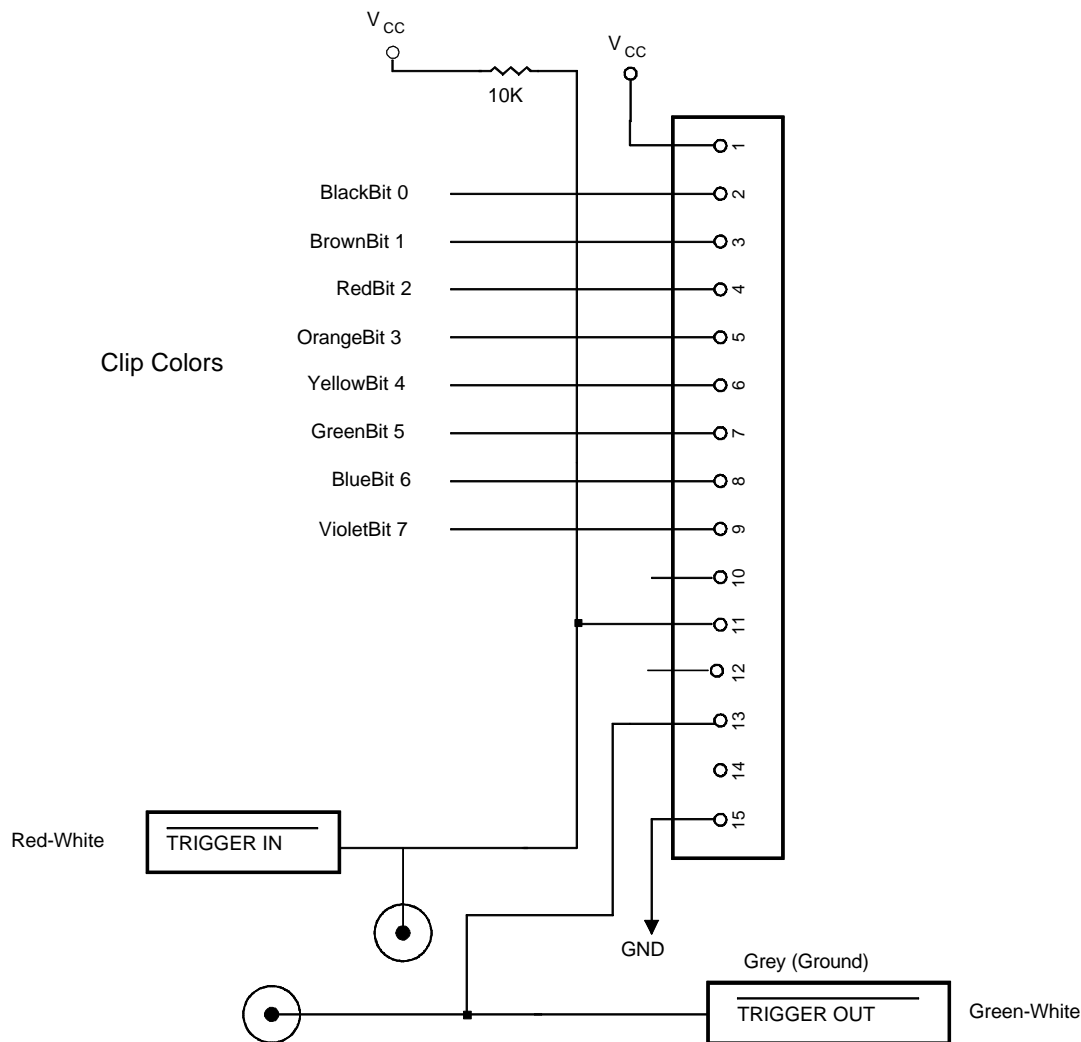 V CC
V CC
10K
1
BlackBit 0
2
BrownBit 1
3
RedBit 2
4
OrangeBit 3
5
Clip Colors
YellowBit 4
6
GreenBit 5
7
BlueBit 6
8
VioletBit 7
9
10
11
12
13
14
15
Red-White
TRIGGER IN
GND
Grey (Ground)
TRIGGER OUT
Green-White